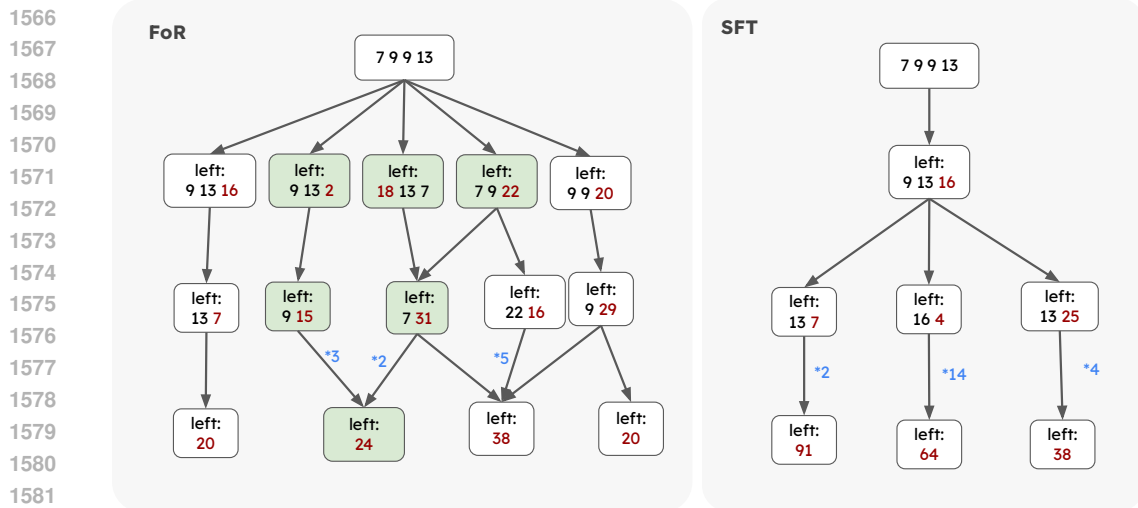 1566
1567
1568
1569
1570
1571
1572
1573
1574
1575
1576
1577
1578
1579
1580
1581
FoR
7 9 9 13
left:
9 13 16
left:
9 13 2
left:
18 13 7
left:
7 9 22
left:
9 9 20
left:
13 7
left:
9 15
left:
7 31
left:
22 16
left:
9 29
*3
*2
*5
left:
20
left:
24
left:
38
left:
20
SFT
7 9 9 13
left:
9 13 16
left:
13 7
left:
16 4
left:
13 25
*2
*14
*4
left:
91
left:
64
left:
38